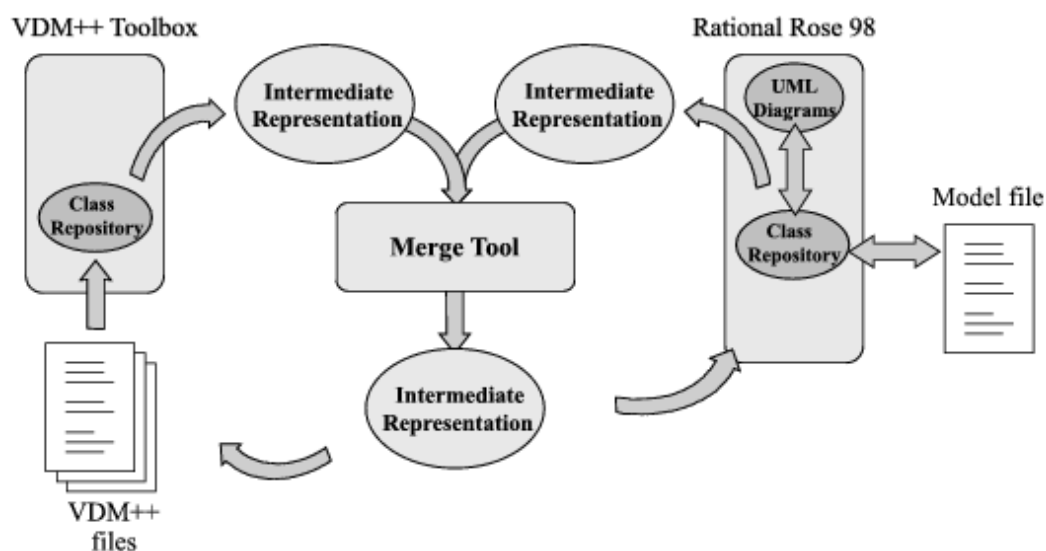 VDM++ Toolbox
Rational Rose 98
Intermediate
Representation
Intermediate
Representation
UML
Diagrams
Class
Repository
Merge Tool
Class
Repository
Model file
Intermediate
Representation
VDM++
files